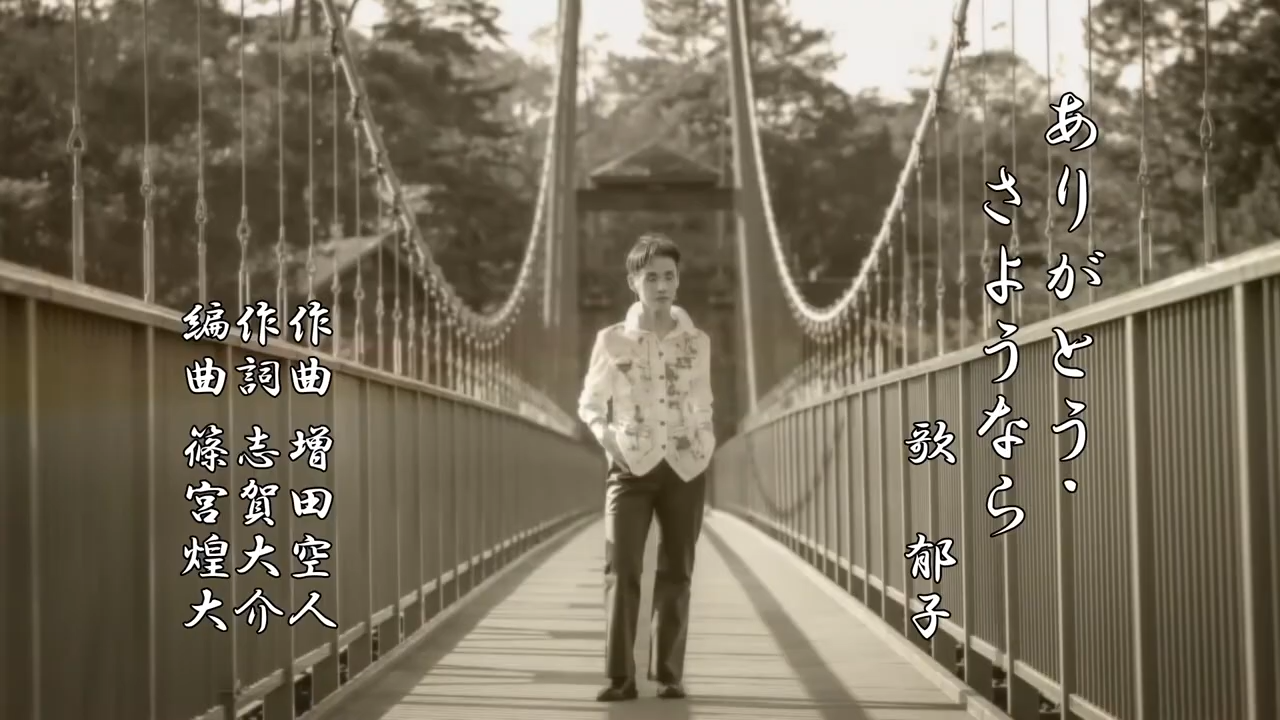 ありがとう・
さようなら
歌 郁子
作曲 増田空人
作詞 志賀大介
編曲 篠宮煌大